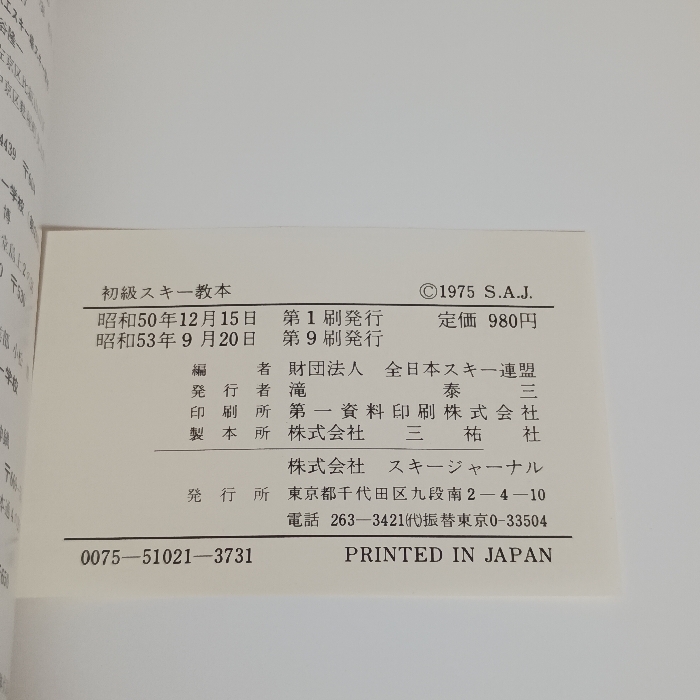 初級スキー教本 ©1975 S.A.J.
昭和50年12月15日 第1刷発行 定価 980円
昭和53年9月20日 第9刷発行
編者 財団法人 全日本スキー連盟
発行者 滝泰三
印刷所 第一資料印刷株式会社
製本所 株式会社 三祐社
株式会社 スキージャーナル
発行所 東京都千代田区九段南2-4-10
電話 263-3421㈹振替東京0-33504
0075-51021-3731 PRINTED IN JAPAN
4439